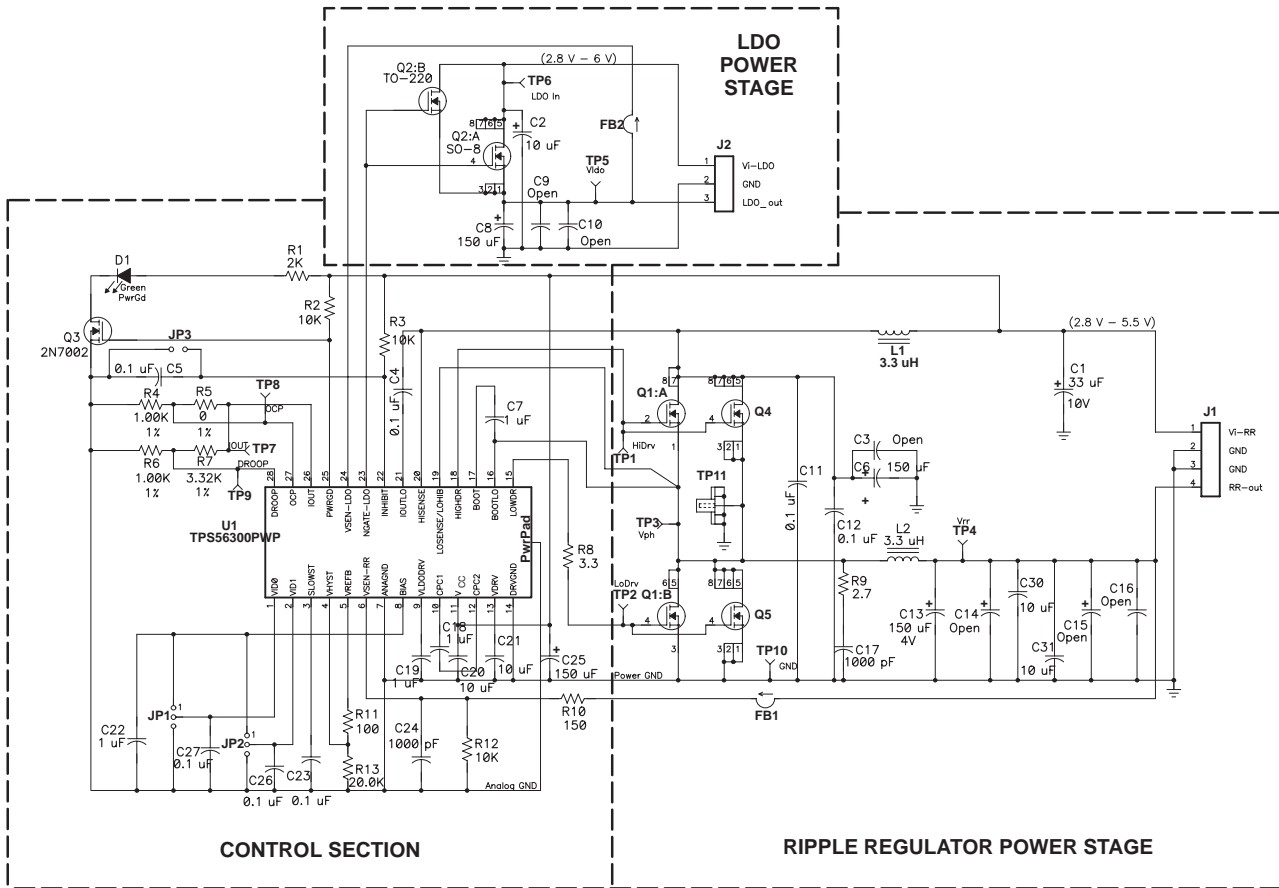 LDO
POWER
STAGE
(2.8 V – 6 V)
Q2:B
TO–220
TP6
LDO In
8 7 6 5
C2
10 uF
Q2:A
SO–8
4
3 2 1
FB2
J2
1 Vi–LDO
2 GND
3 LDO_out
TP5
Vldo
C9
Open
C8
150 uF
C10
Open
D1
Green
PwrGd
R1
2K
R2
10K
Q3
2N7002
JP3
R3
10K
0.1 uF C5
C4
0.1 uF
R4
1.00K
1%
R5
0
1%
TP8
OCP
R6
1.00K
1%
R7
3.32K
1%
IOUT
TP7
DROOP
TP9
C7
1 uF
28 27 26 25 24 23 22 21 20 19 18 17 16 15
DROOP
OCP
IOUT
PWRGD
VSEN–LDO
NGATE–LDO
INHIBIT
IOUTLO
HISENSE
LOSENSE/LOHIB
HIGHDR
BOOT
BOOTLO
LOWDR
U1
TPS56300PWP
PwrPad
VID0
VID1
SLOWST
VHYST
VREFB
VSEN–RR
ANAGND
BIAS
VLDODRV
CPC1
V CC
CPC2
VDRV
DRVGND
1 2 3 4 5 6 7 8 9 10 11 12 13 14
L1
3.3 uH
(2.8 V – 5.5 V)
C1
33 uF
10V
J1
1 Vi–RR
2 GND
3 GND
4 RR–out
8 7
Q1:A
2
1
8 7 6 5
Q4
4
3 2 1
TP1
HiDrv
TP11
TP3
Vph
C11
0.1 uF
C3 Open
C6 150 uF
C12
0.1 uF
L2
3.3 uH
Vrr
TP4
R8
3.3
LoDrv
TP2
Q1:B
6 5
4
3
8 7 6 5
Q5
4
3 2 1
R9
2.7
C17
1000 pF
C13
150 uF
4V
C14
Open
C30
10 uF
C31
10 uF
C15
Open
C16
Open
TP10
GND
Power GND
C18
1 uF
C19
1 uF
C20
10 uF
C21
10 uF
C25
150 uF
R10
150
FB1
JP1
1
JP2
1
C22
1 uF
C27
0.1 uF
C26
0.1 uF
C23
0.1 uF
R11
100
R13
20.0K
C24
1000 pF
R12
10K
Analog GND
CONTROL SECTION
RIPPLE REGULATOR POWER STAGE